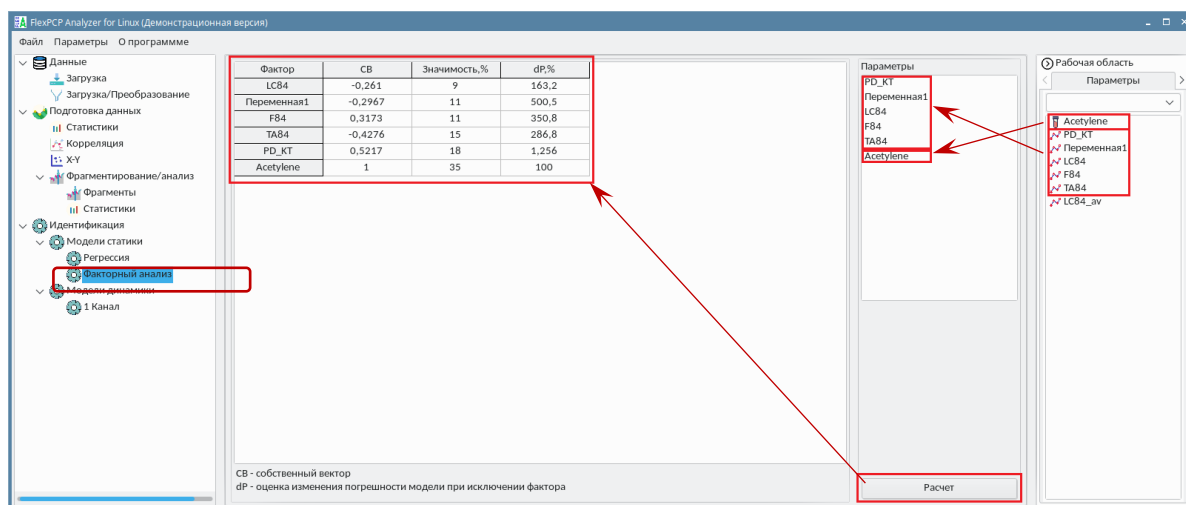 FlexPCP Analyzer for Linux (Демонстрационная версия)
Файл Параметры О программме
Данные
Загрузка
Загрузка/Преобразование
Подготовка данных
Статистики
Корреляция
X-Y
Фрагментирование/анализ
Фрагменты
Статистики
Идентификация
Модели статики
Регрессия
Факторный анализ
Модели динамики
1 Канал
Фактор СВ Значимость,% dP,%
LC84 -0,261 9 163,2
Переменная1 -0,2967 11 500,5
F84 0,3173 11 350,8
TA84 -0,4276 15 286,8
PD_KT 0,5217 18 1,256
Acetylene 1 35 100
СВ - собственный вектор
dP - оценка изменения погрешности модели при исключении фактора
Параметры
PD_KT
Переменная1
LC84
F84
TA84
Acetylene
Расчет
Рабочая область
Параметры
Acetylene
PD_KT
Переменная1
LC84
F84
TA84
LC84_av